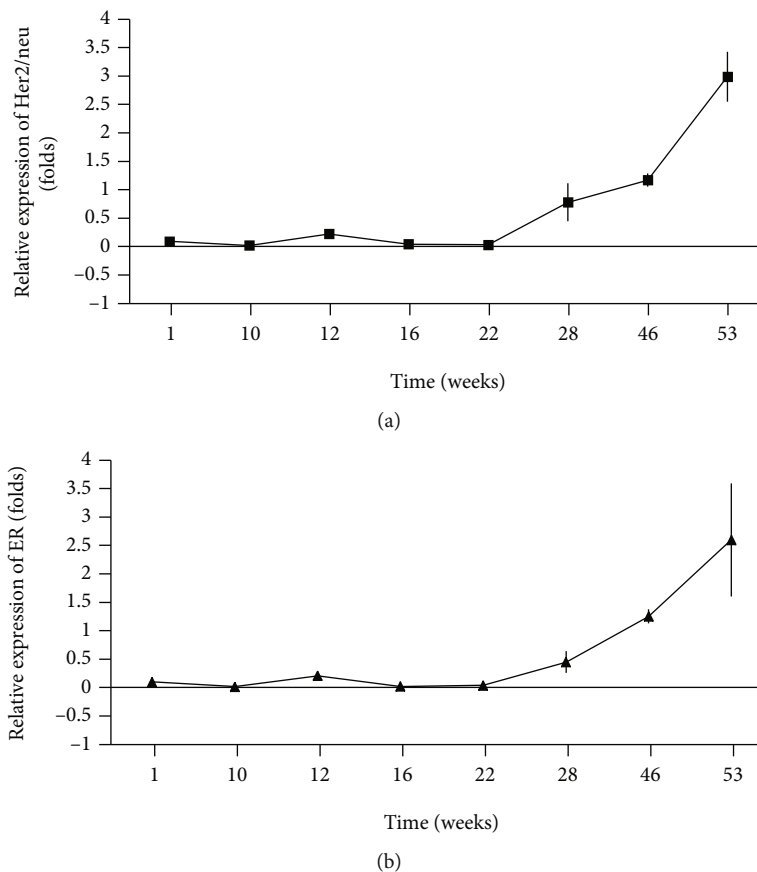 Relative expression of Her2/neu
(folds)
4
3.5
3
2.5
2
1.5
1
0.5
0
−0.5
−1
1 10 12 16 22 28 46 53
Time (weeks)
(a)
Relative expression of ER (folds)
4
3.5
3
2.5
2
1.5
1
0.5
0
−0.5
−1
1 10 12 16 22 28 46 53
Time (weeks)
(b)